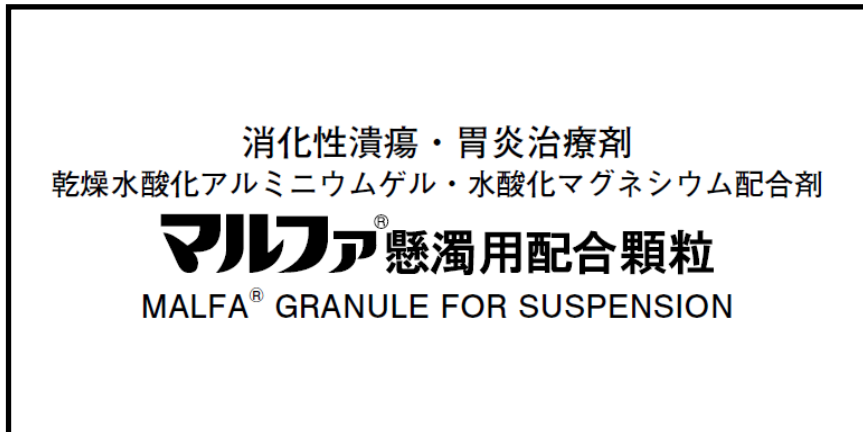 消化性潰瘍・胃炎治療剤
乾燥水酸化アルミニウムゲル・水酸化マグネシウム配合剤
マルファ®懸濁用配合顆粒
MALFA® GRANULE FOR SUSPENSION